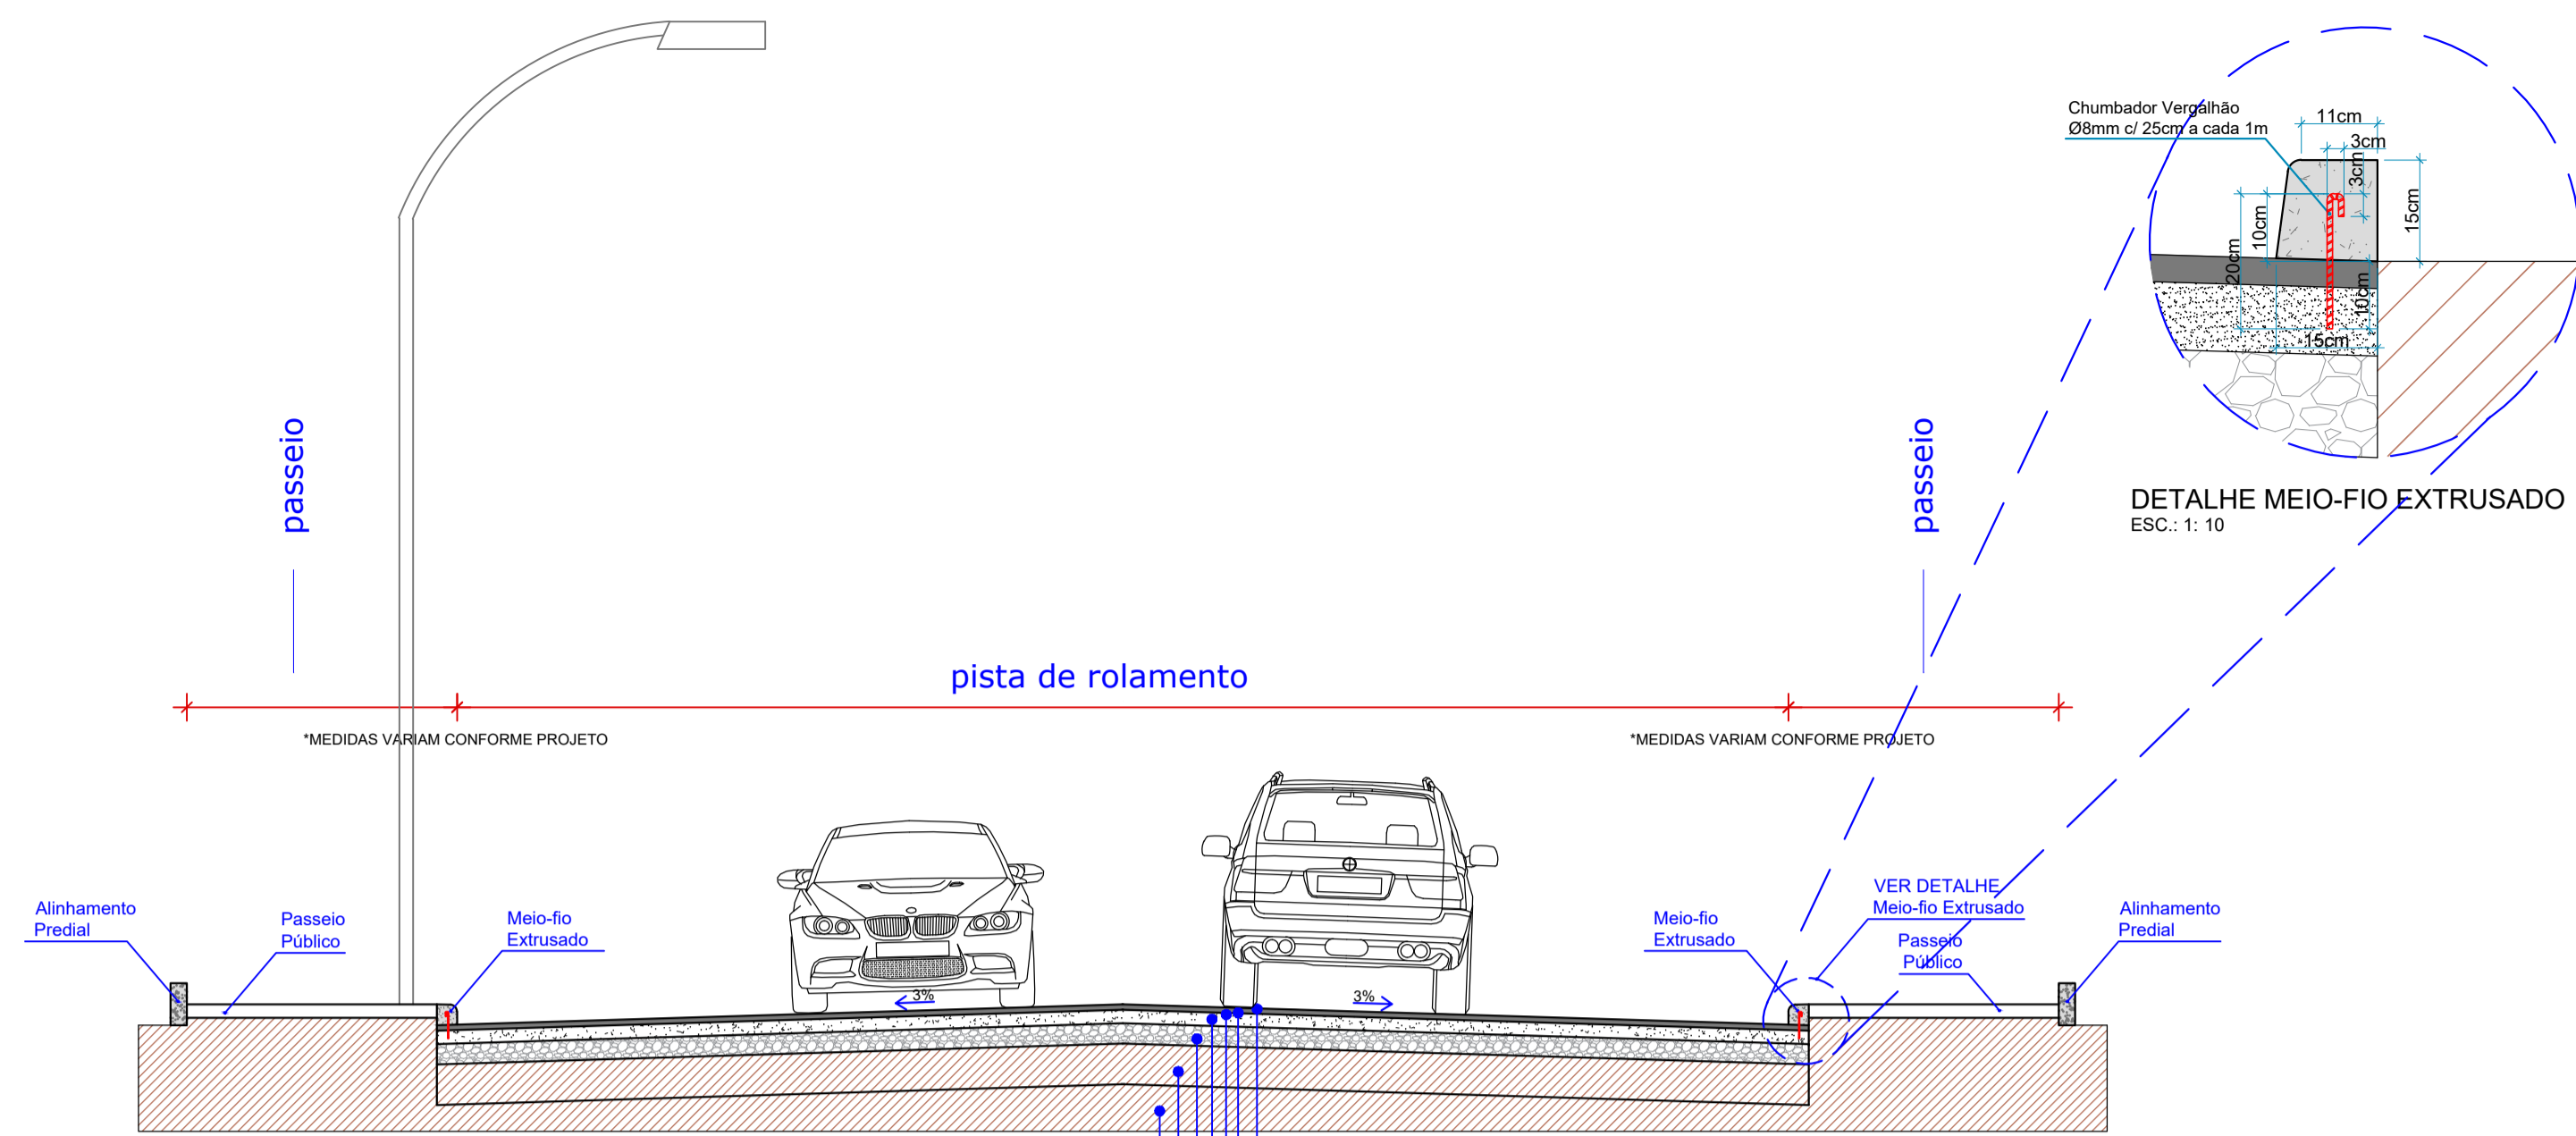 Chumbador Vergalhão
Ø8mm c/ 25cm a cada 1m
11cm
3cm
3cm
15cm
10cm
20cm
10cm
15cm
DETALHE MEIO-FIO EXTRUSADO
ESC.: 1: 10
passeio
passeio
pista de rolamento
*MEDIDAS VARIAM CONFORME PROJETO
*MEDIDAS VARIAM CONFORME PROJETO
Alinhamento
Predial
Passeio
Público
Meio-fio
Extrusado
3%
3%
Meio-fio
Extrusado
VER DETALHE
Meio-fio Extrusado
Passeio
Público
Alinhamento
Predial